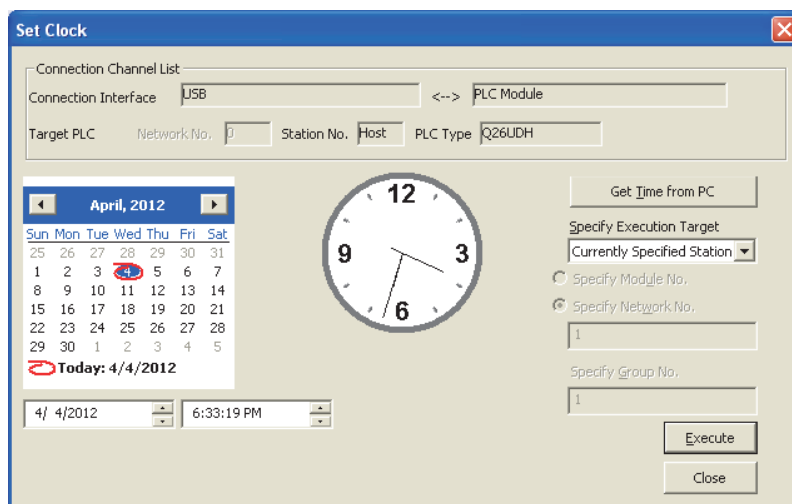 Set Clock
Connection Channel List
Connection Interface USB <--> PLC Module
Target PLC Network No. 0 Station No. Host PLC Type Q26UDH
April, 2012
Sun Mon Tue Wed Thu Fri Sat
25 26 27 28 29 30 31
1 2 3 4 5 6 7
8 9 10 11 12 13 14
15 16 17 18 19 20 21
22 23 24 25 26 27 28
29 30 1 2 3 4 5
Today: 4/4/2012
4/ 4/2012 6:33:19 PM
12
9 3
6
Get Time from PC
Specify Execution Target
Currently Specified Station
Specify Module No.
Specify Network No.
1
Specify Group No.
1
Execute
Close